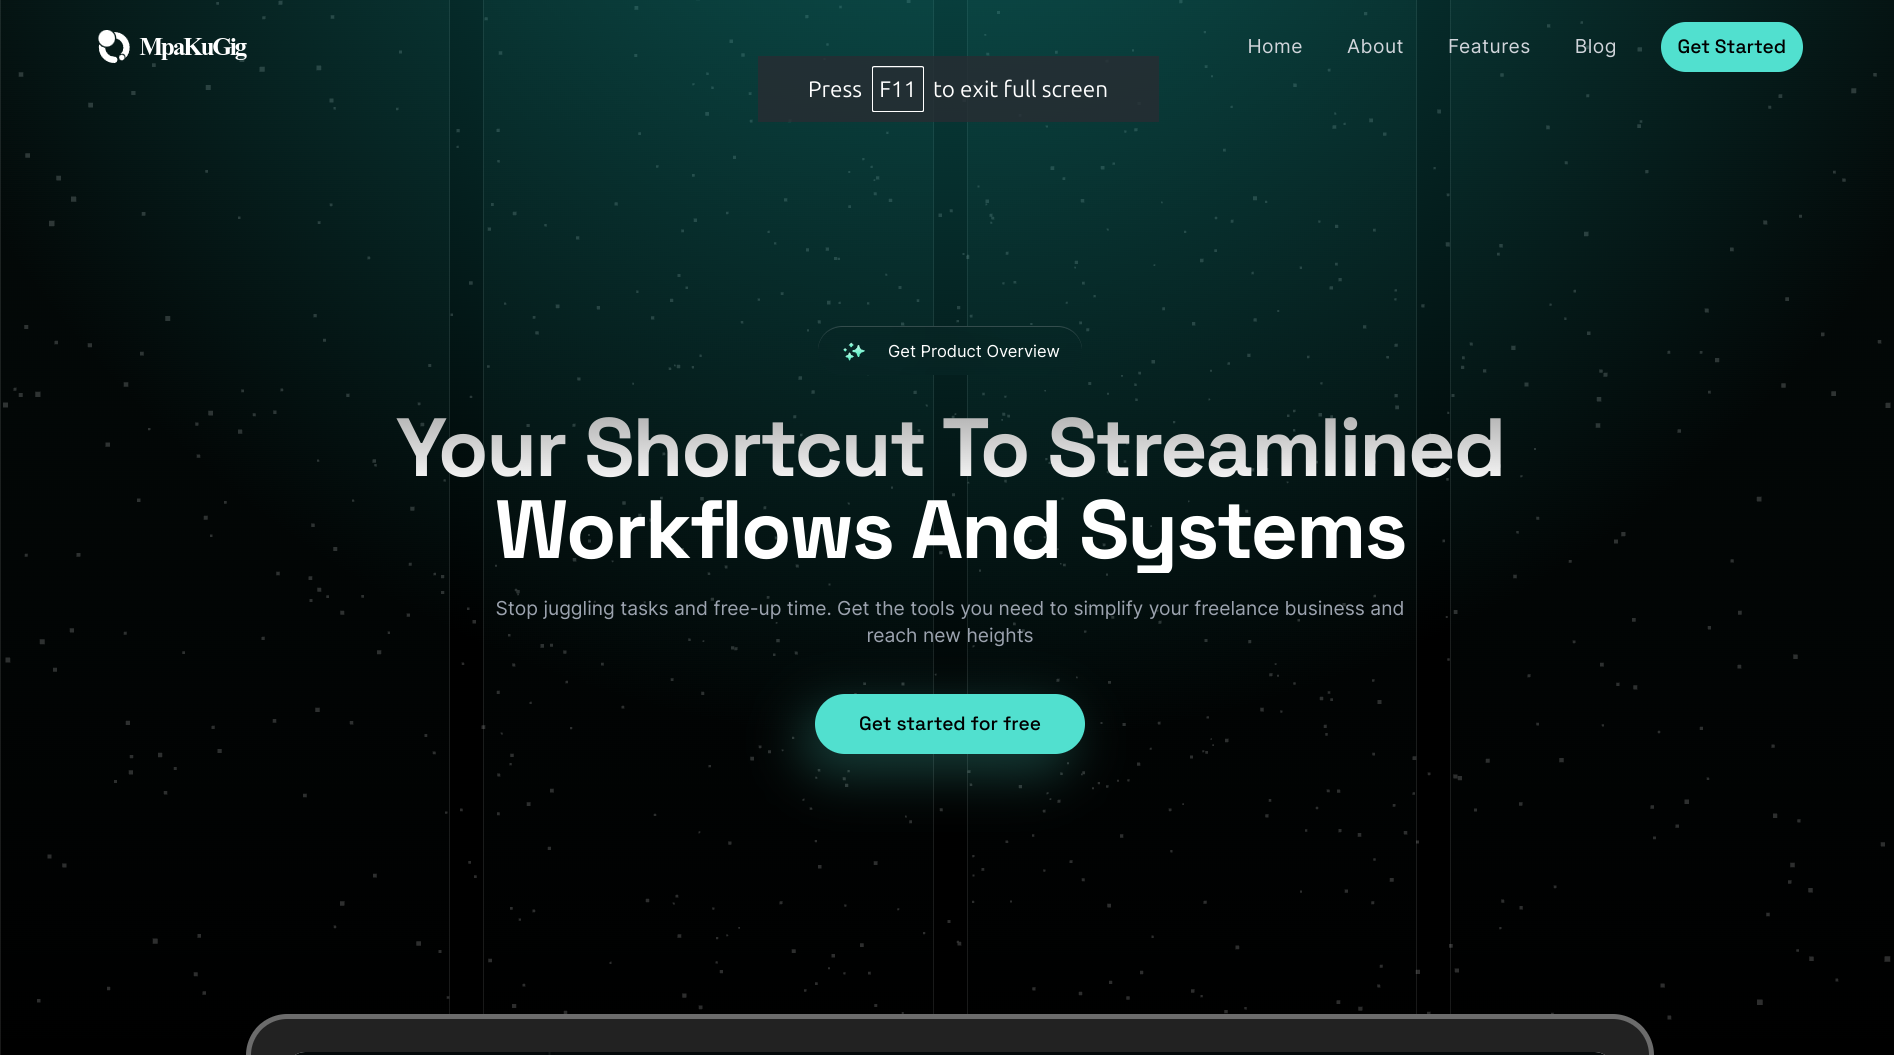 MpaKuGig
Home About Features Blog Get Started
Press F11 to exit full screen
Get Product Overview
Your Shortcut To Streamlined
Workflows And Systems
Stop juggling tasks and free-up time. Get the tools you need to simplify your freelance business and
reach new heights
Get started for free